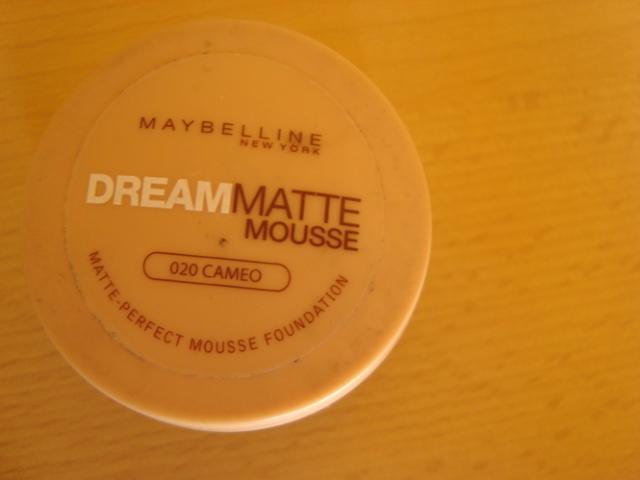 MAYBELLINE
NEW YORK
DREAMMATTE
MOUSSE
020 CAMEO
MATTE-PERFECT MOUSSE FOUNDATION